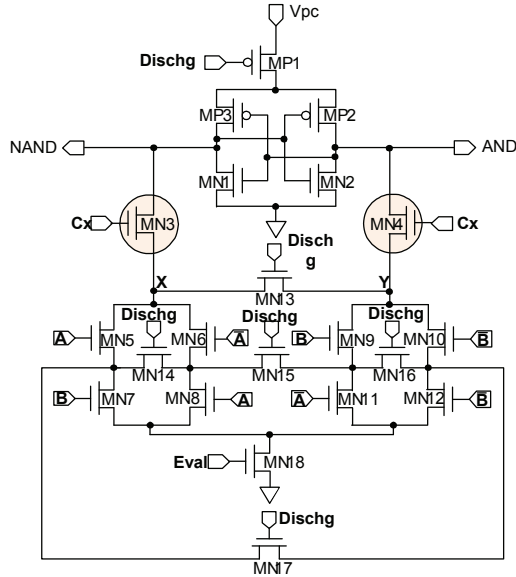 Vpc
Dischg
MP1
MP3
MP2
NAND
AND
MN1
MN2
Cx
MN3
MN4
Cx
Disch
g
X
Y
MN13
Dischg
Dischg
Dischg
A
MN5
MN6
A̅
B
MN9
MN10
B̅
MN14
MN15
MN16
B
MN7
MN8
A
A̅
MN11
MN12
B̅
Eval
MN18
Dischg
MN17